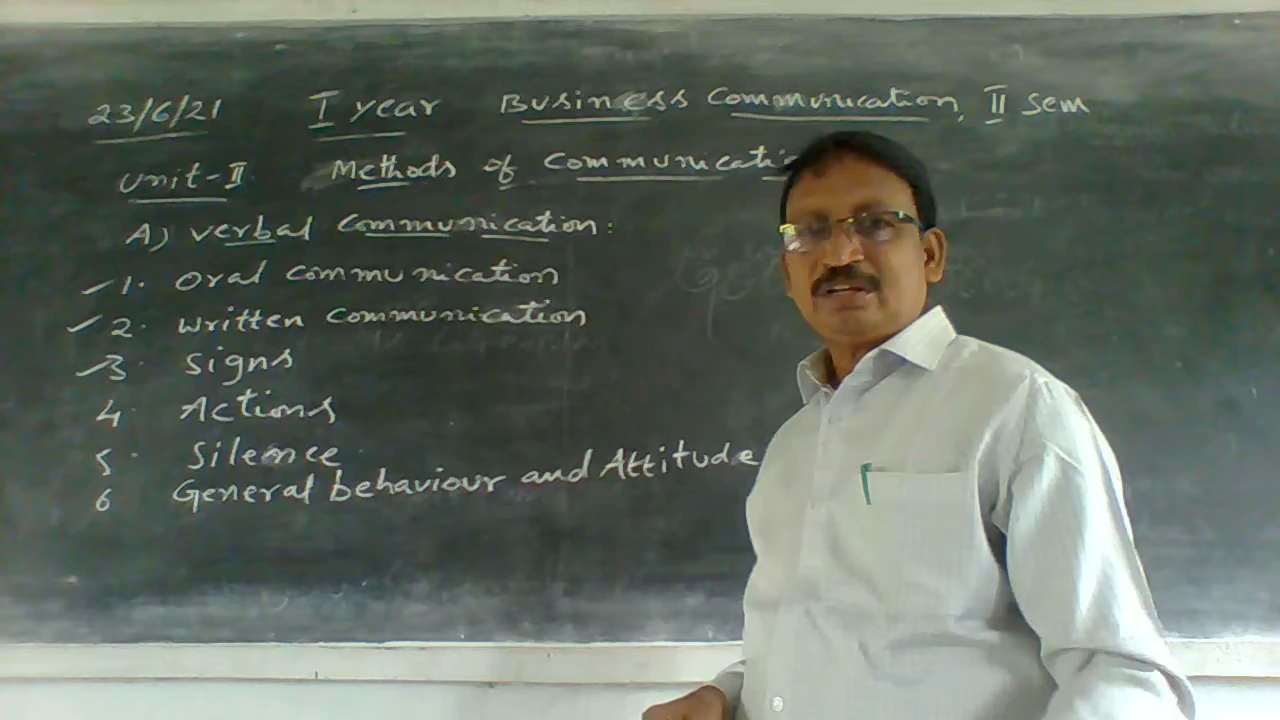 23/6/21 I year Business Communication, II sem
Unit-II Methods of Communicati
A) Verbal Communication:
1. Oral Communication
2. Written Communication
3. Signs
4 Actions
5. Silence
6 General behaviour and Attitude